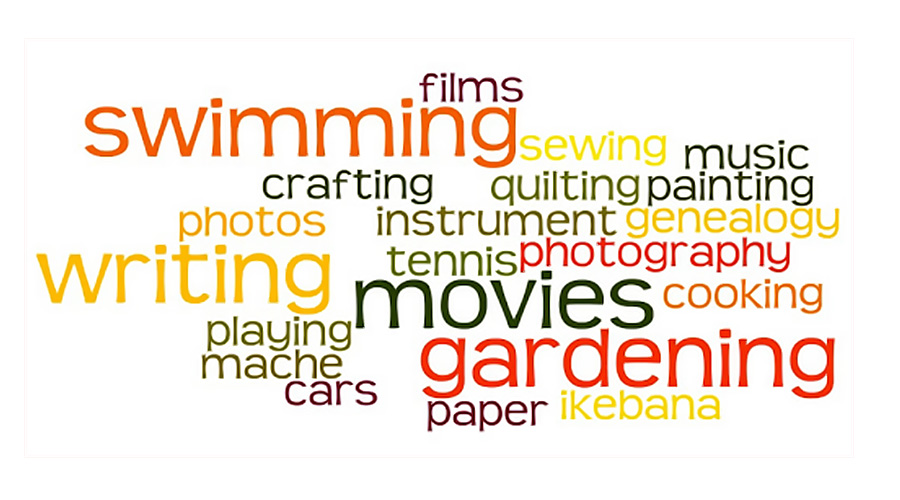 films
swimming
sewing music
crafting quilting painting
photos instrument genealogy
writing tennis photography
movies cooking
playing
mache gardening
cars
paper ikebana